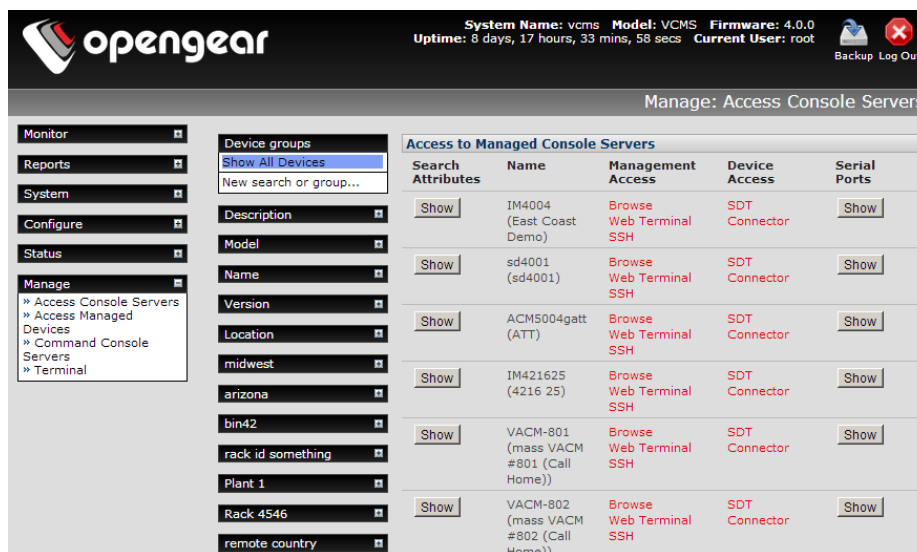 opengear
System Name: vcms Model: VCMS Firmware: 4.0.0
Uptime: 8 days, 17 hours, 33 mins, 58 secs Current User: root
Backup Log Out
Manage: Access Console Servers
Monitor
Reports
System
Configure
Status
Manage
» Access Console Servers
» Access Managed
Devices
» Command Console
Servers
» Terminal
Device groups
Show All Devices
New search or group...
Description
Model
Name
Version
Location
midwest
arizona
bin42
rack id something
Plant 1
Rack 4546
remote country
Access to Managed Console Servers
Search Name Management Device Serial
Attributes Access Access Ports
Show IM4004 Browse SDT Show
(East Coast Web Terminal Connector
Demo) SSH
Show sd4001 Browse SDT Show
(sd4001) Web Terminal Connector
SSH
Show ACM5004gatt Browse SDT Show
(ATT) Web Terminal Connector
SSH
Show IM421625 Browse SDT Show
(4216 25) Web Terminal Connector
SSH
Show VACM-801 Browse SDT Show
(mass VACM Web Terminal Connector
#801 (Call SSH
Home))
Show VACM-802 Browse SDT Show
(mass VACM Web Terminal Connector
#802 (Call SSH
Home))